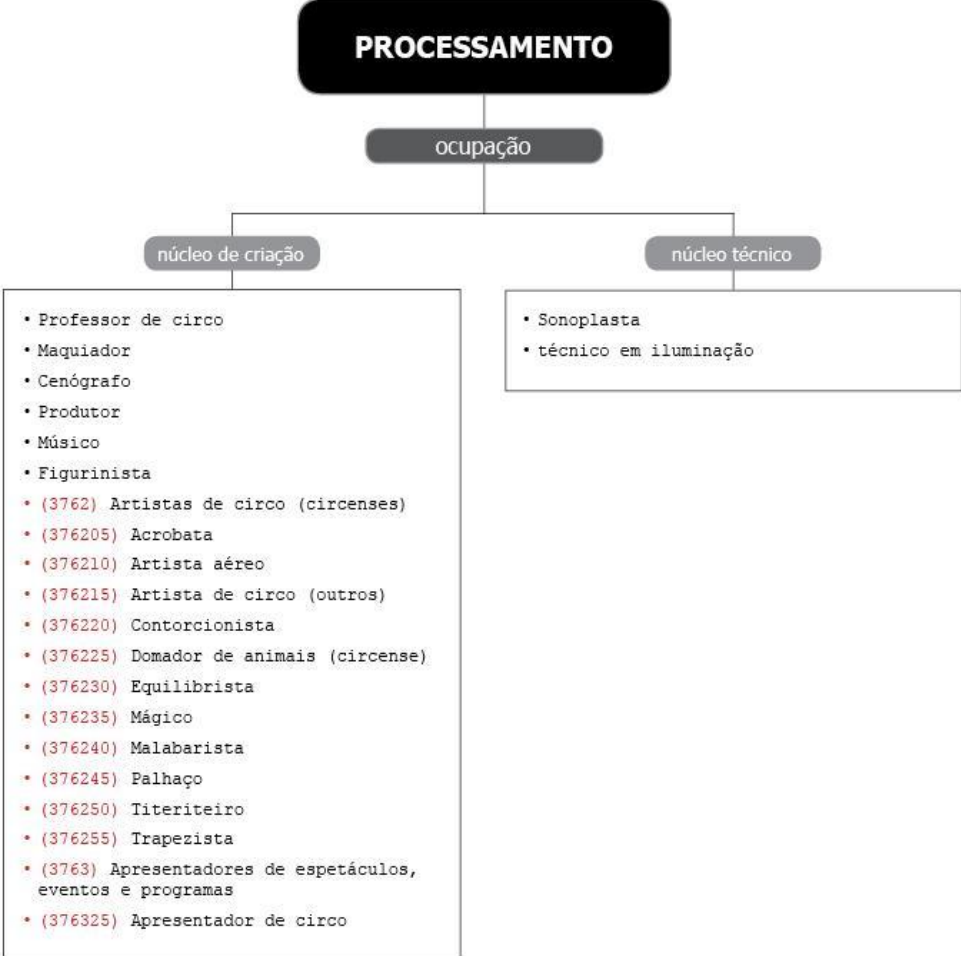 PROCESSAMENTO
ocupação
núcleo de criação
• Professor de circo
• Maquiador
• Cenógrafo
• Produtor
• Músico
• Figurinista
• (3762) Artistas de circo (circenses)
• (376205) Acrobata
• (376210) Artista aéreo
• (376215) Artista de circo (outros)
• (376220) Contorcionista
• (376225) Domador de animais (circense)
• (376230) Equilibrista
• (376235) Mágico
• (376240) Malabarista
• (376245) Palhaço
• (376250) Titeriteiro
• (376255) Trapezista
• (3763) Apresentadores de espetáculos,
eventos e programas
• (376325) Apresentador de circo
núcleo técnico
• Sonoplasta
• técnico em iluminação